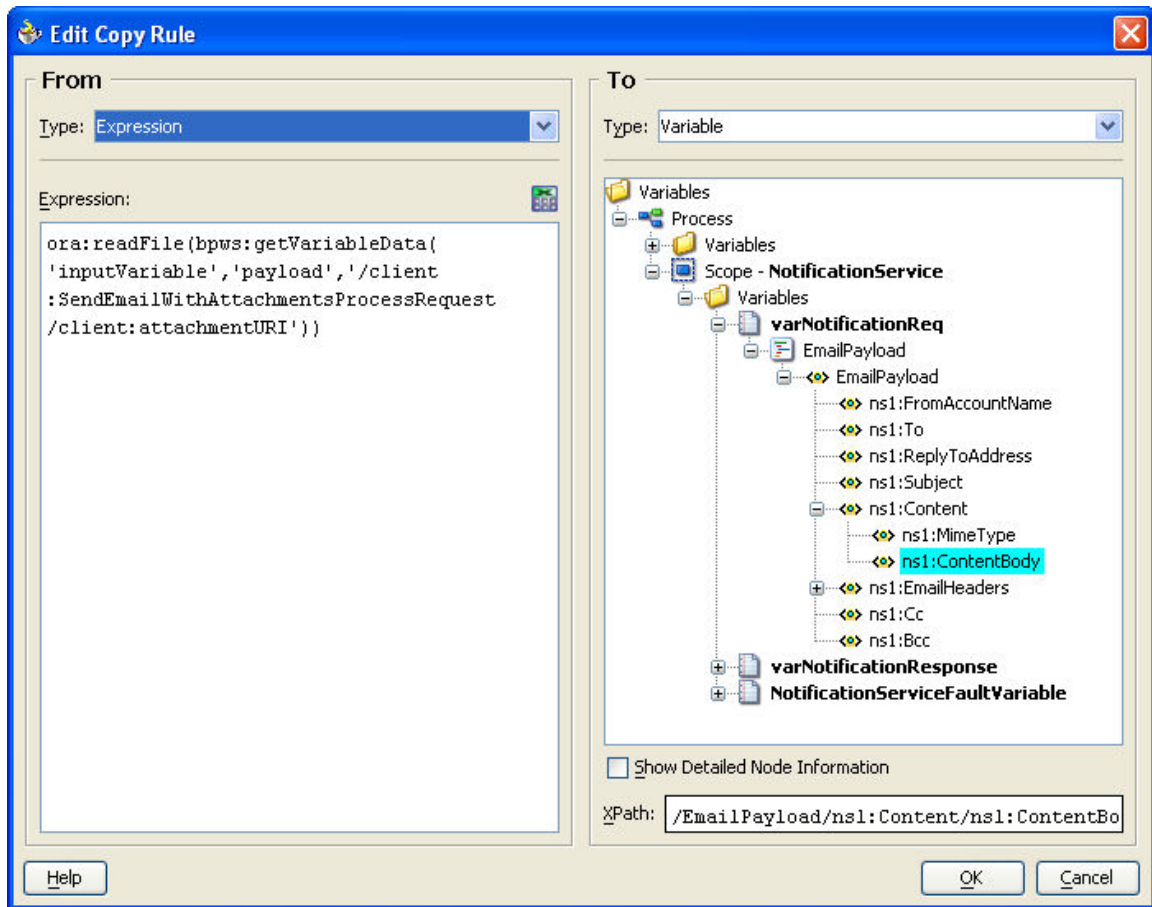 Edit Copy Rule
From
Type: Expression
Expression:
ora:readFile(bpws:getVariableData(
'inputVariable','payload','/client
:SendEmailWithAttachmentsProcessRequest
/client:attachmentURI'))
To
Type: Variable
Variables
Process
Variables
Scope - NotificationService
Variables
varNotificationReq
EmailPayload
EmailPayload
ns1:FromAccountName
ns1:To
ns1:ReplyToAddress
ns1:Subject
ns1:Content
ns1:MimeType
ns1:ContentBody
ns1:EmailHeaders
ns1:Cc
ns1:Bcc
varNotificationResponse
NotificationServiceFaultVariable
Show Detailed Node Information
XPath: /EmailPayload/ns1:Content/ns1:ContentBo
Help
OK
Cancel